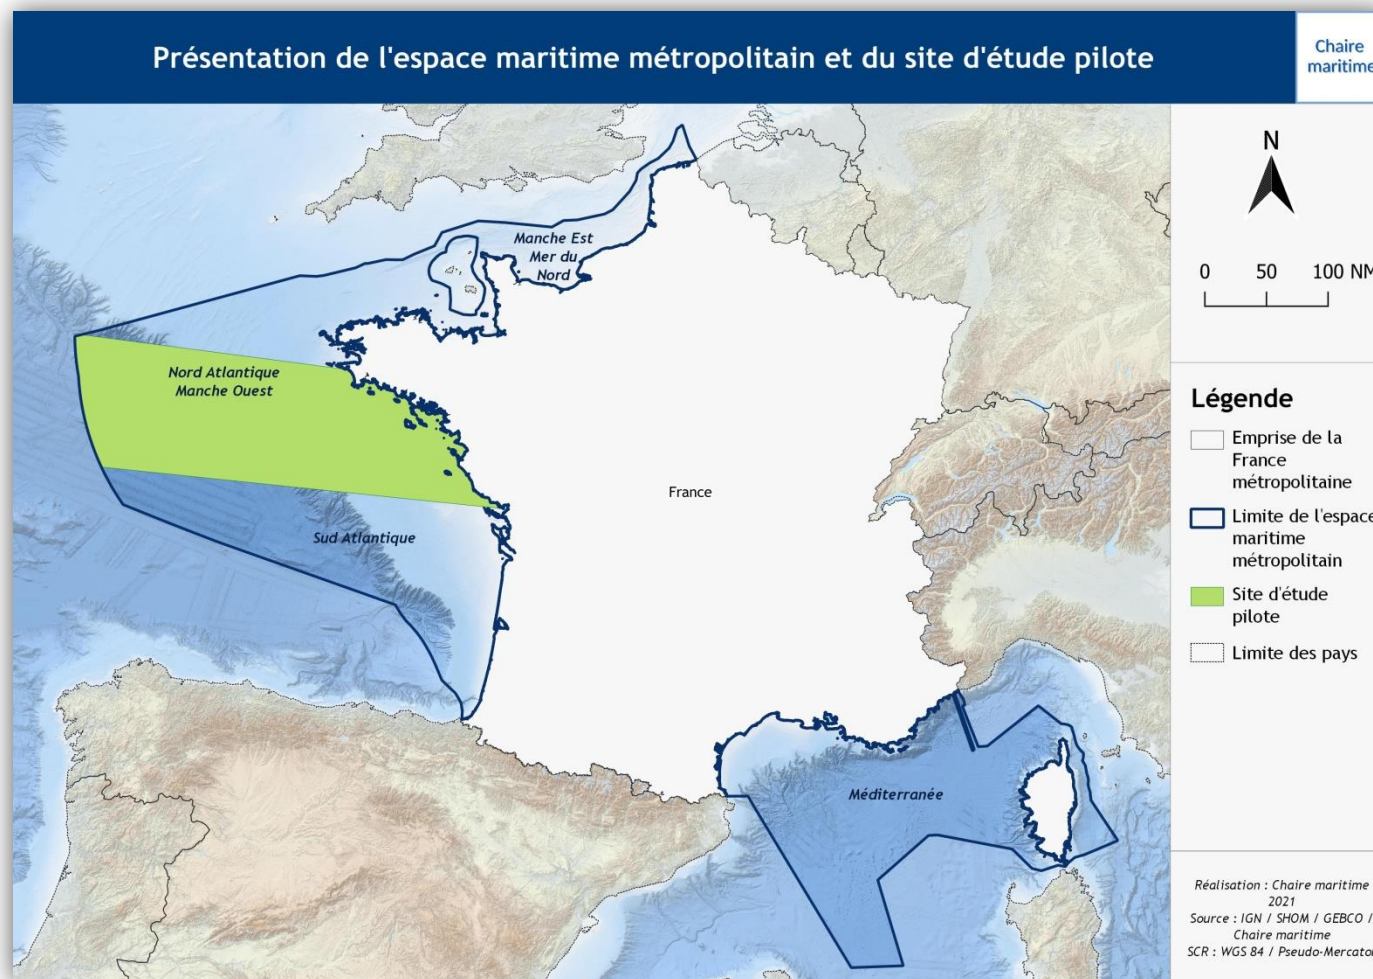 Présentation de l'espace maritime métropolitain et du site d'étude pilote
Chaire
maritime
N
0 50 100 NM
Manche Est
Mer du
Nord
Nord Atlantique
Manche Ouest
Sud Atlantique
France
Méditerranée
Légende
Emprise de la
France
métropolitaine
Limite de l'espace
maritime
métropolitain
Site d'étude
pilote
Limite des pays
Réalisation : Chaire maritime
2021
Source : IGN / SHOM / GEBCO /
Chaire maritime
SCR : WGS 84 / Pseudo-Mercator